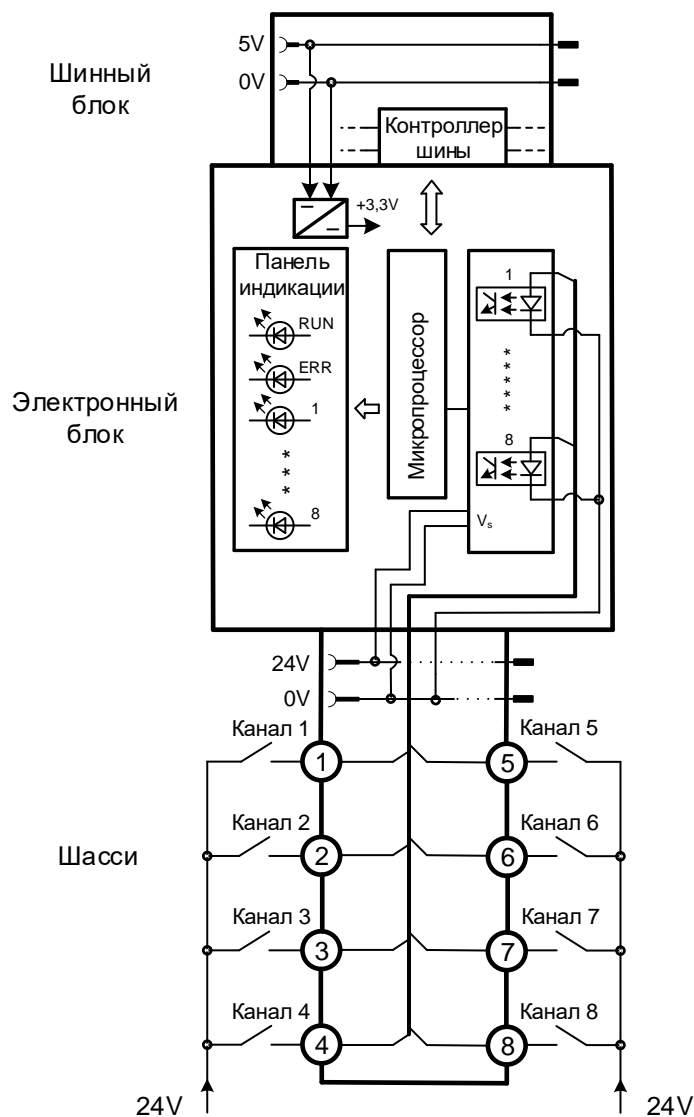 Шинный
блок
5V
0V
Контроллер
шины
+3,3V
Панель
индикации
RUN
ERR
1
* * *
8
Микропроцессор
1
* * * * *
8
Vs
Электронный
блок
24V
0V
Канал 1
1
5
Канал 5
Канал 2
2
6
Канал 6
Шасси
Канал 3
3
7
Канал 7
Канал 4
4
8
Канал 8
24V
24V